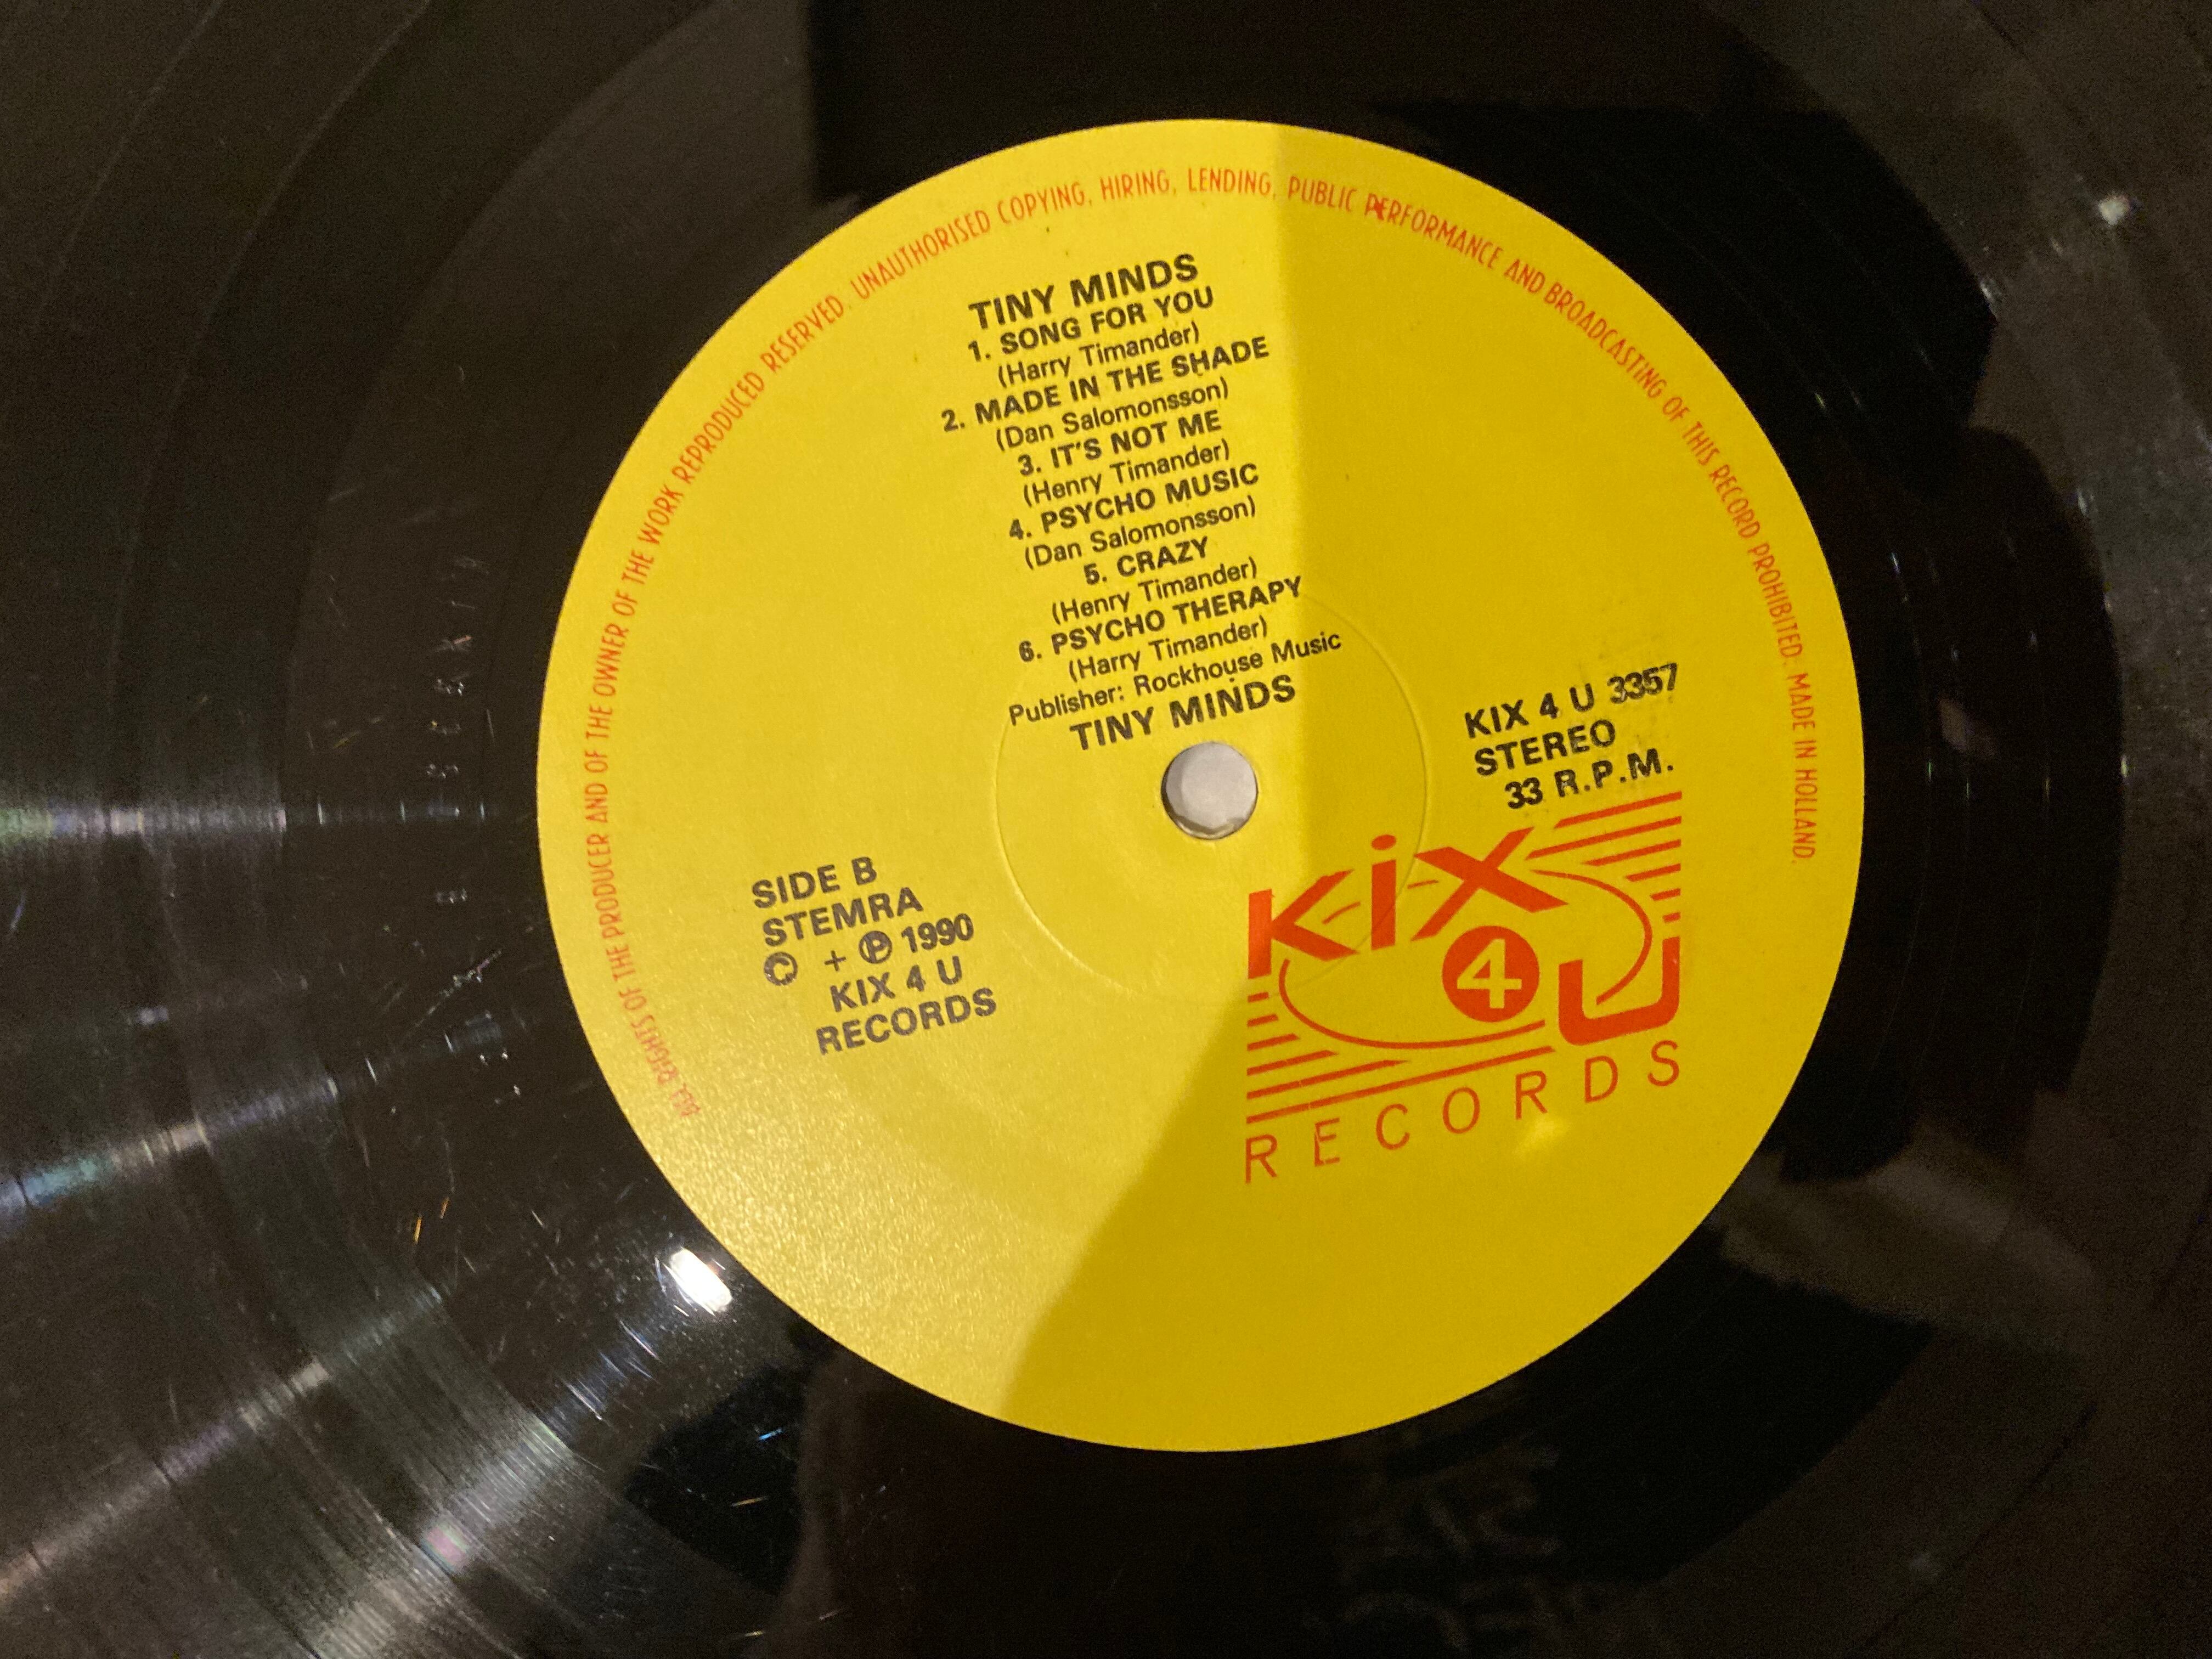 ALL RIGHTS OF THE PRODUCER AND OF THE OWNER OF THE WORK REPRODUCED RESERVED. UNAUTHORISED COPYING, HIRING, LENDING, PUBLIC PERFORMANCE AND BROADCASTING OF THIS RECORD PROHIBITED. MADE IN HOLLAND.
TINY MINDS
1. SONG FOR YOU
(Harry Timander)
2. MADE IN THE SHADE
(Dan Salomonsson)
3. IT'S NOT ME
(Henry Timander)
4. PSYCHO MUSIC
(Dan Salomonsson)
5. CRAZY
(Henry Timander)
6. PSYCHO THERAPY
(Harry Timander)
Publisher: Rockhouse Music
TINY MINDS
KIX 4 U 3357
STEREO
33 R.P.M.
SIDE B
STEMRA
© + ℗ 1990
KIX 4 U
RECORDS
KiX
4 U
RECORDS